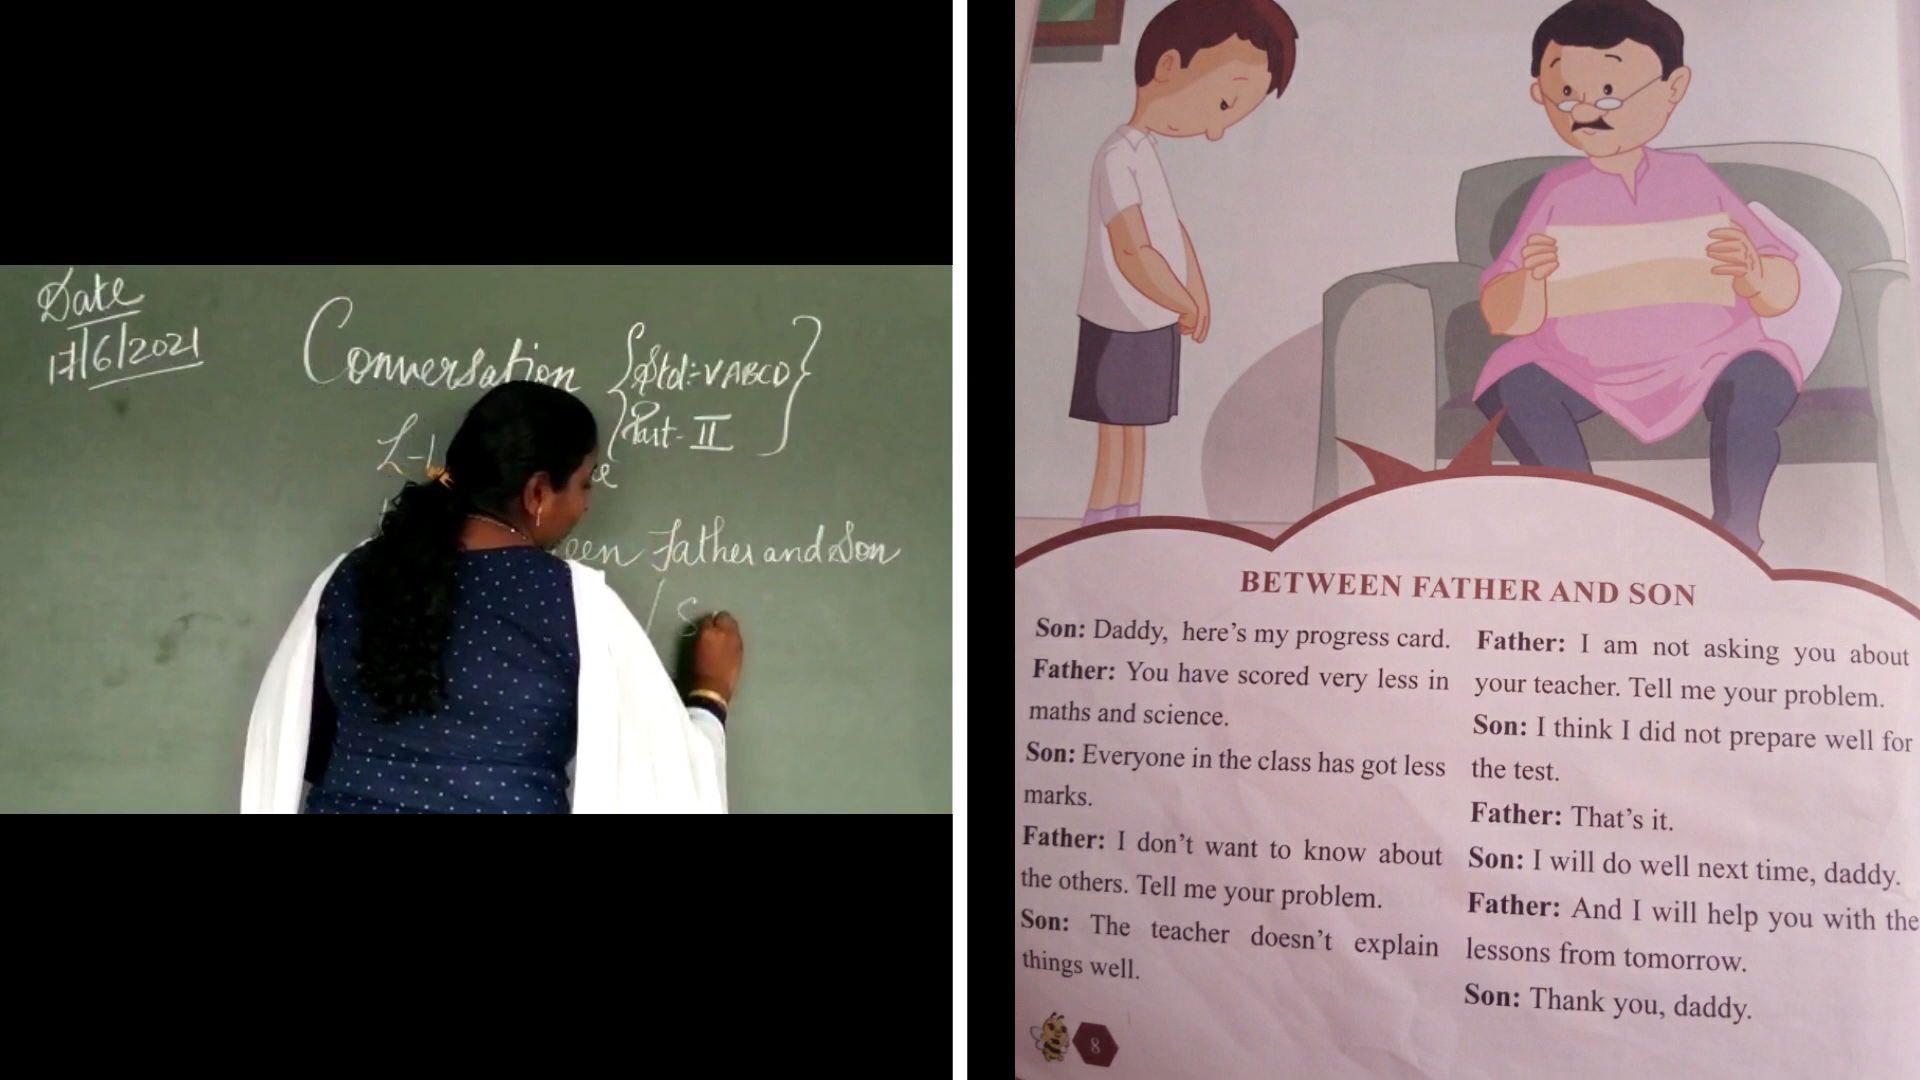 Date
17/6/2021
Conversation
Std:- V ABCD
Part - II
L-1
een Father and Son
/ S
BETWEEN FATHER AND SON
Son: Daddy, here's my progress card.
Father: You have scored very less in
maths and science.
Son: Everyone in the class has got less
marks.
Father: I don't want to know about
the others. Tell me your problem.
Son: The teacher doesn't explain
things well.
Father: I am not asking you about
your teacher. Tell me your problem.
Son: I think I did not prepare well for
the test.
Father: That's it.
Son: I will do well next time, daddy.
Father: And I will help you with the
lessons from tomorrow.
Son: Thank you, daddy.
8